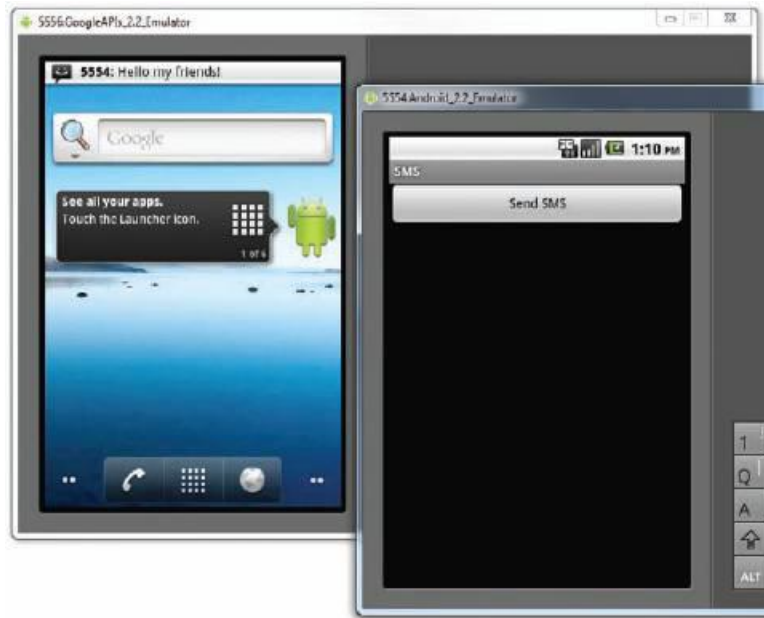 5556:GoogleAPIs_2.2_Emulator
5554: Hello my friends!
Google
See all your apps.
Touch the Launcher icon.
1 of 6
5554:Android_2.2_Emulator
1:10 PM
SMS
Send SMS
1
Q
A
ALT